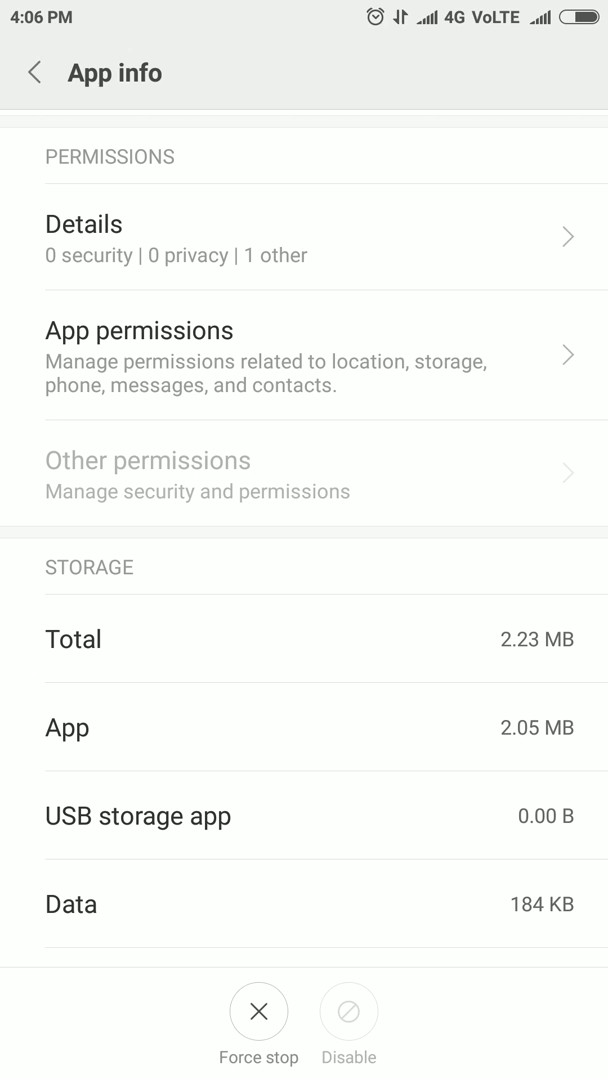 4:06 PM 4G VoLTE
App info
PERMISSIONS
Details
0 security | 0 privacy | 1 other
App permissions
Manage permissions related to location, storage,
phone, messages, and contacts.
Other permissions
Manage security and permissions
STORAGE
Total 2.23 MB
App 2.05 MB
USB storage app 0.00 B
Data 184 KB
Force stop Disable